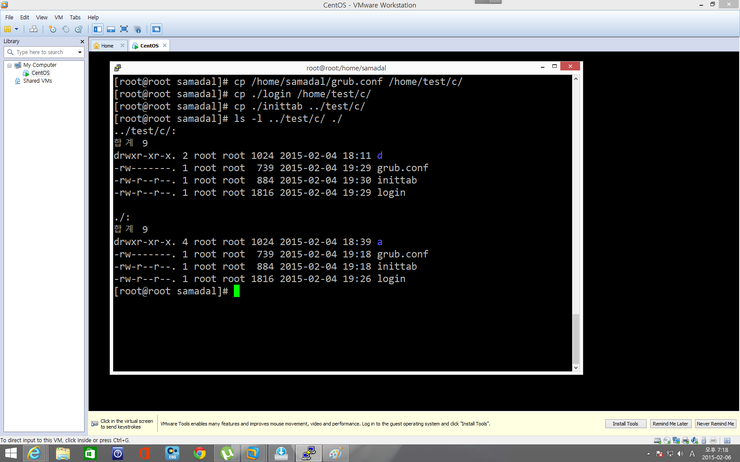 CentOS - VMware Workstation
File Edit View VM Tabs Help
Library
Type here to search
My Computer
CentOS
Shared VMs
Home
CentOS
root@root:/home/samadal
[root@root samadal]# cp /home/samadal/grub.conf /home/test/c/
[root@root samadal]# cp ./login /home/test/c/
[root@root samadal]# cp ./inittab ../test/c/
[root@root samadal]# ls -l ../test/c/ ./
../test/c/:
합계 9
drwxr-xr-x. 2 root root 1024 2015-02-04 18:11 d
-rw-------. 1 root root 739 2015-02-04 19:29 grub.conf
-rw-r--r--. 1 root root 884 2015-02-04 19:30 inittab
-rw-r--r--. 1 root root 1816 2015-02-04 19:29 login
./:
합계 9
drwxr-xr-x. 4 root root 1024 2015-02-04 18:39 a
-rw-------. 1 root root 739 2015-02-04 19:18 grub.conf
-rw-r--r--. 1 root root 884 2015-02-04 19:18 inittab
-rw-r--r--. 1 root root 1816 2015-02-04 19:26 login
[root@root samadal]#
Click in the virtual screen
to send keystrokes
VMware Tools enables many features and improves mouse movement, video and performance. Log in to the guest operating system and click "Install Tools".
Install Tools
Remind Me Later
Never Remind Me
To direct input to this VM, click inside or press Ctrl+G.
A
오후 7:18
2015-02-06